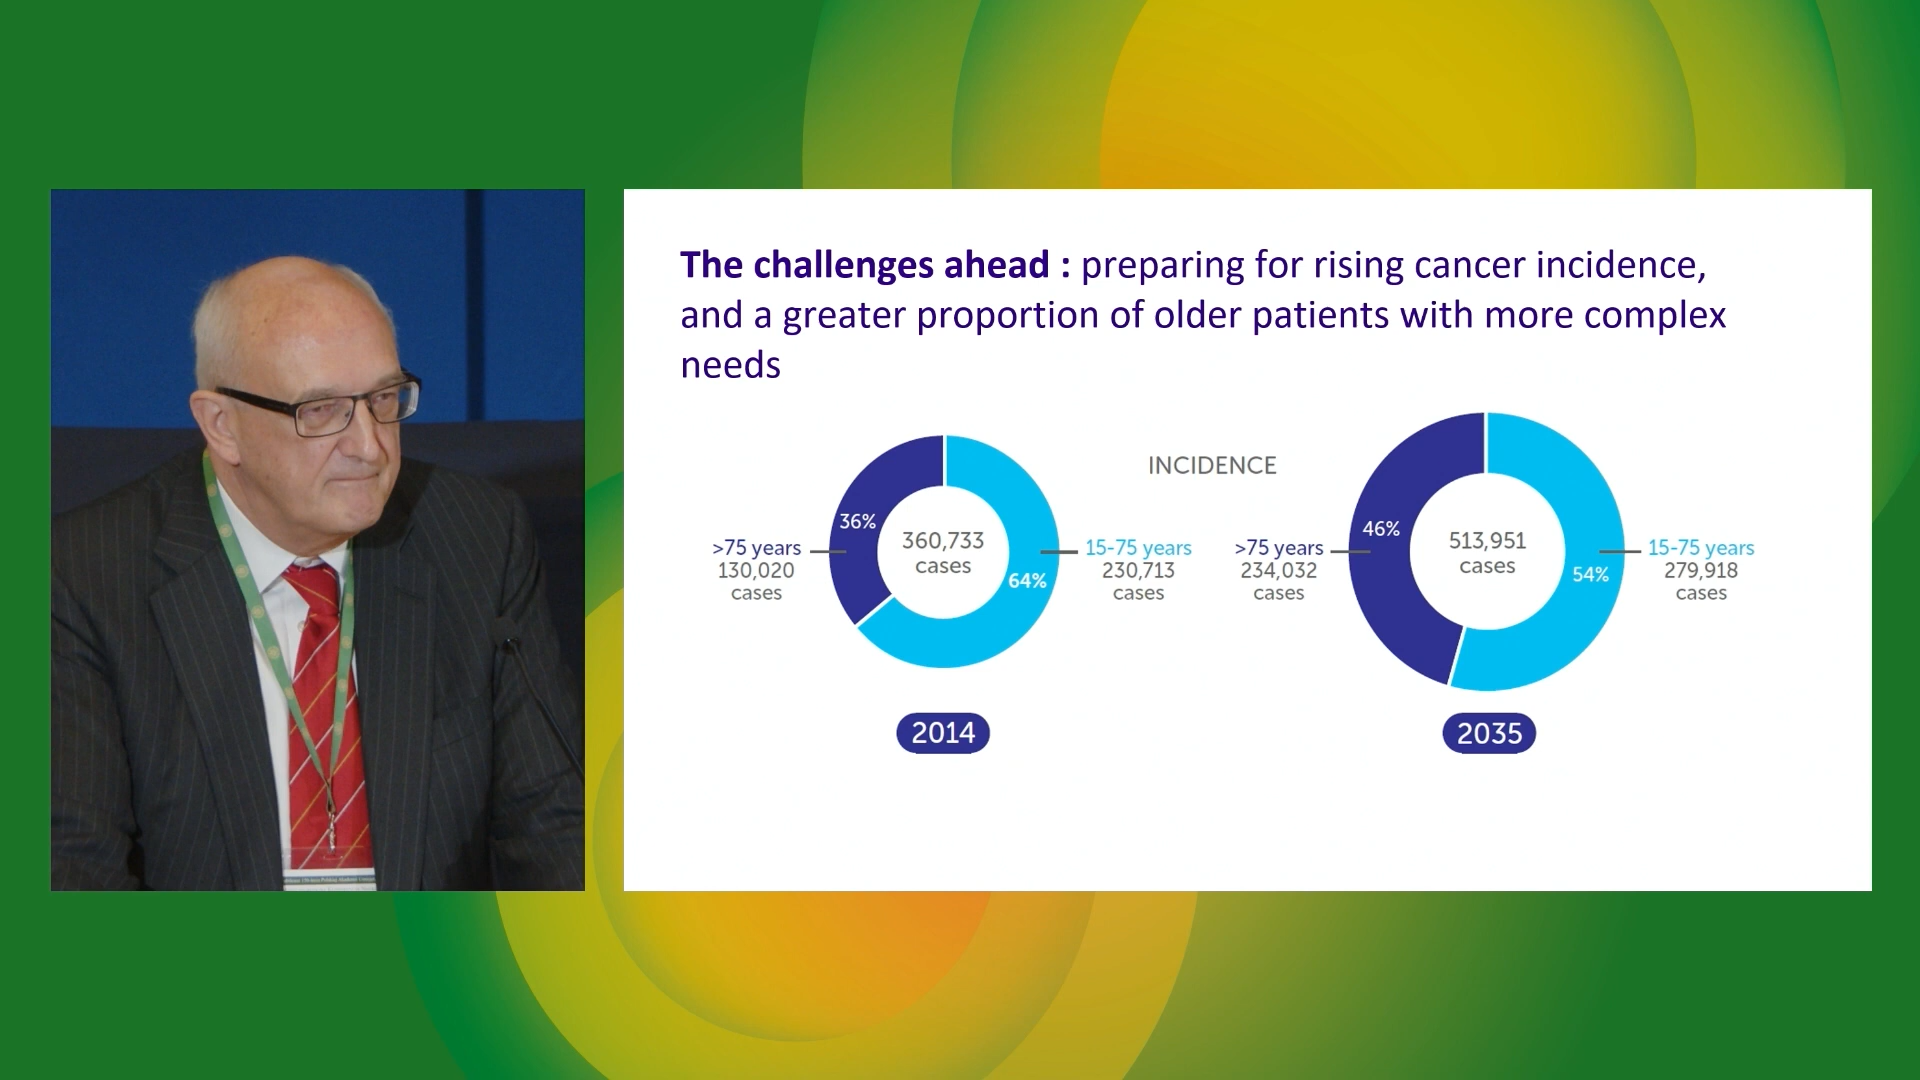 The challenges ahead : preparing for rising cancer incidence,
and a greater proportion of older patients with more complex
needs
INCIDENCE
36%
360,733
cases
64%
>75 years
130,020
cases
15-75 years
230,713
cases
2014
>75 years
234,032
cases
46%
513,951
cases
54%
15-75 years
279,918
cases
2035